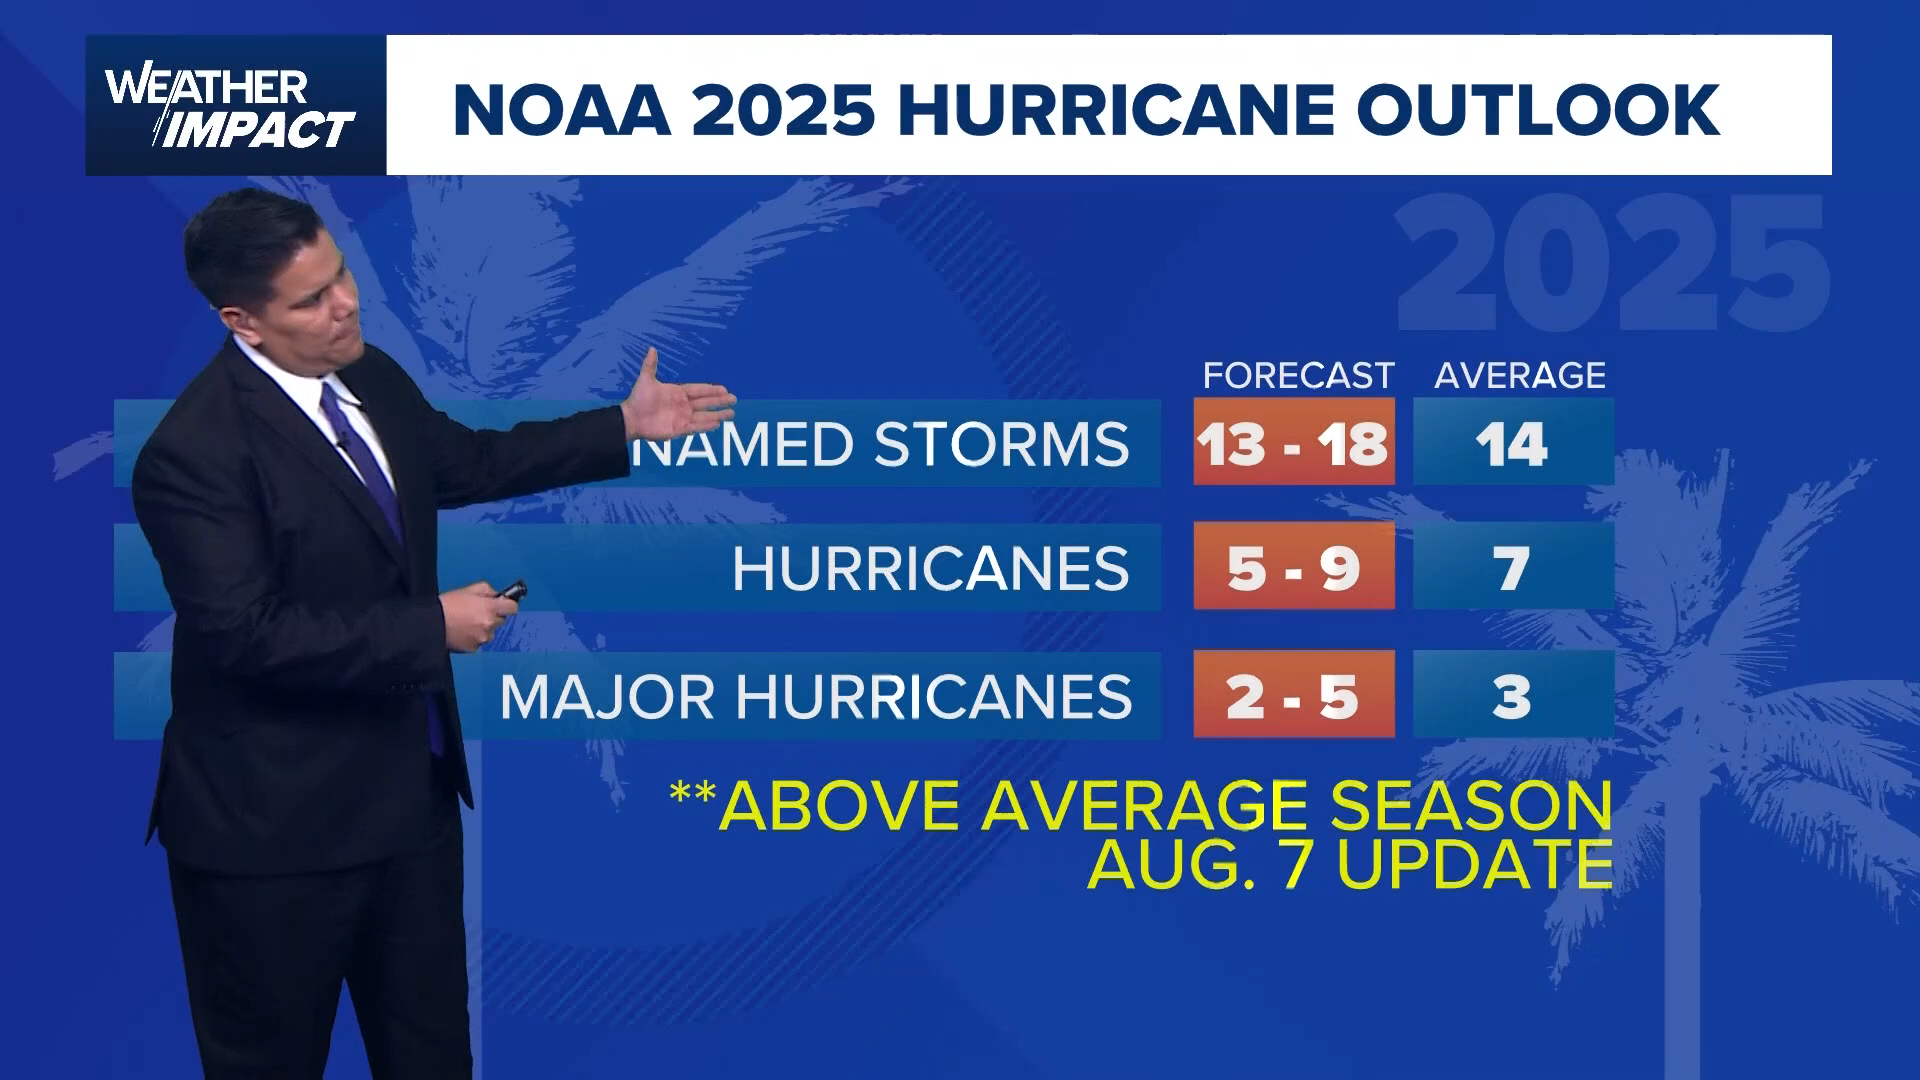 WEATHER
IMPACT
NOAA 2025 HURRICANE OUTLOOK
2025
FORECAST AVERAGE
NAMED STORMS 13 - 18 14
HURRICANES 5 - 9 7
MAJOR HURRICANES 2 - 5 3
**ABOVE AVERAGE SEASON
AUG. 7 UPDATE